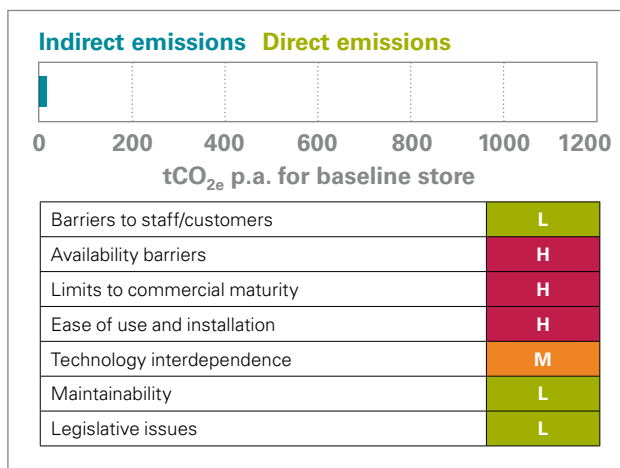 Indirect emissions Direct emissions
0 200 400 600 800 1000 1200
tCO2e p.a. for baseline store
Barriers to staff/customers L
Availability barriers H
Limits to commercial maturity H
Ease of use and installation H
Technology interdependence M
Maintainability L
Legislative issues L